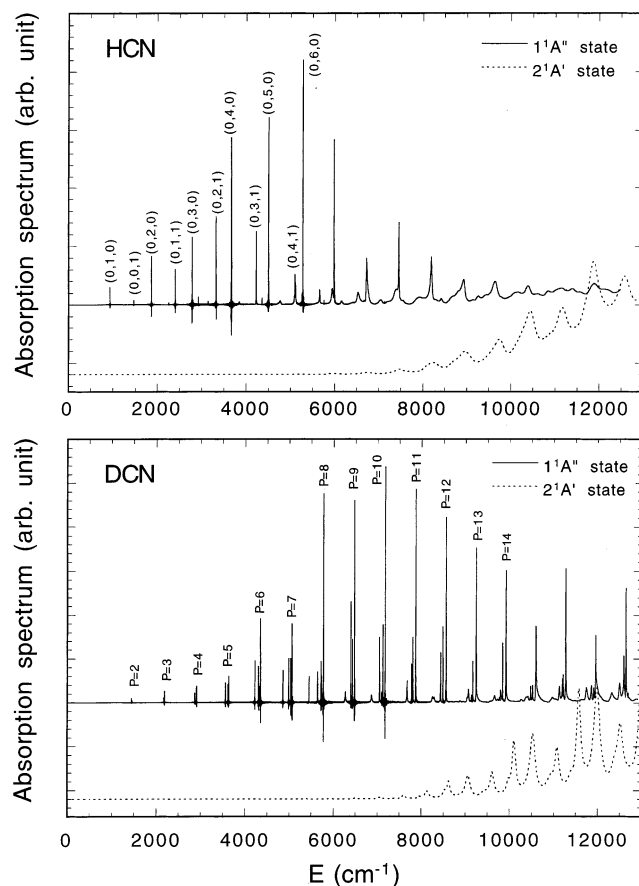 HCN
1¹A" state
2¹A' state
Absorption spectrum (arb. unit)
(0,1,0)
(0,0,1)
(0,2,0)
(0,1,1)
(0,3,0)
(0,2,1)
(0,4,0)
(0,3,1)
(0,5,0)
(0,4,1)
(0,6,0)
0 2000 4000 6000 8000 10000 12000
DCN
1¹A" state
2¹A' state
Absorption spectrum (arb. unit)
P=2
P=3
P=4
P=5
P=6
P=7
P=8
P=9
P=10
P=11
P=12
P=13
P=14
0 2000 4000 6000 8000 10000 12000
E (cm⁻¹)